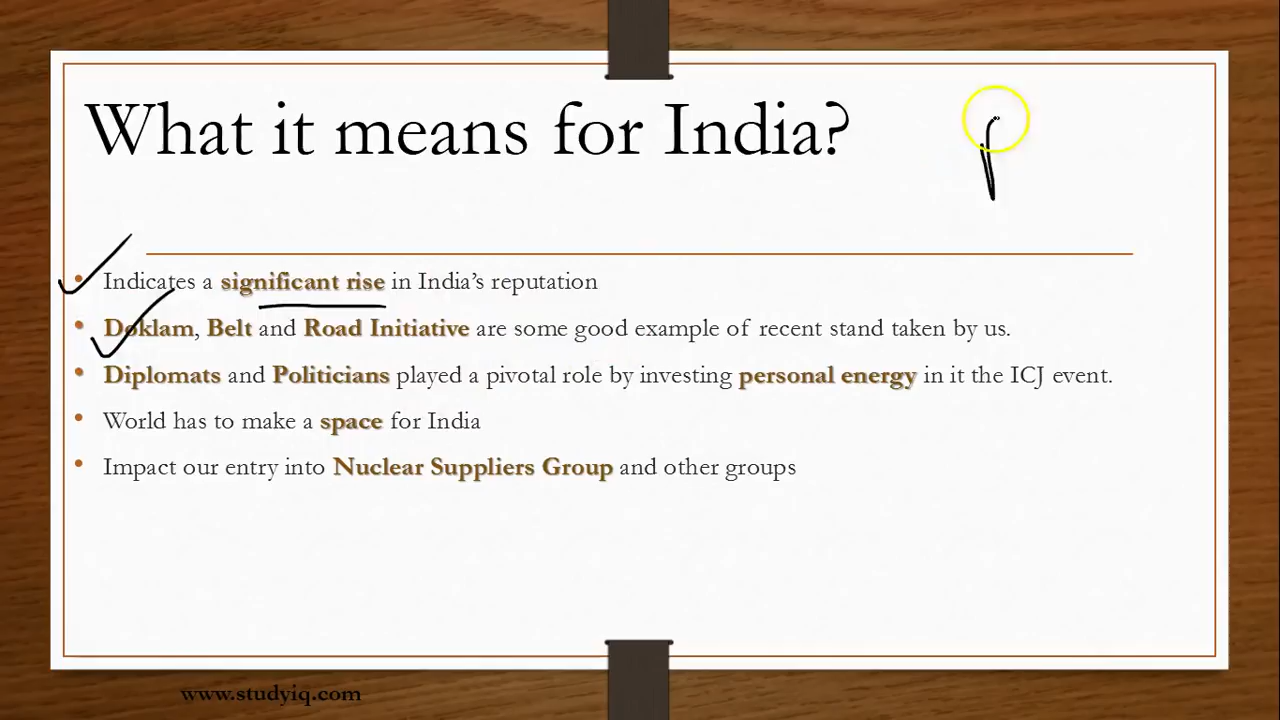 What it means for India?
• Indicates a significant rise in India's reputation
• Doklam, Belt and Road Initiative are some good example of recent stand taken by us.
• Diplomats and Politicians played a pivotal role by investing personal energy in it the ICJ event.
• World has to make a space for India
• Impact our entry into Nuclear Suppliers Group and other groups
www.studyiq.com